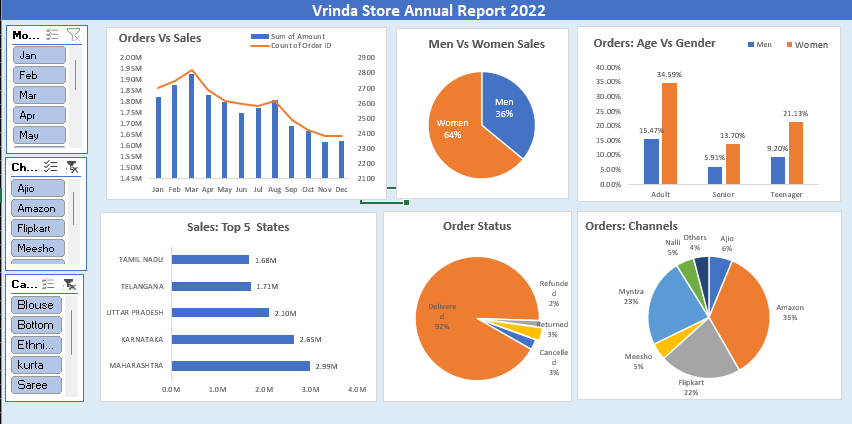 Vrinda Store Annual Report 2022
Mo...
Jan
Feb
Mar
Apr
May
Ch...
Ajio
Amazon
Flipkart
Meesho
Ca...
Blouse
Bottom
Ethni...
kurta
Saree
Orders Vs Sales
Sum of Amount
Count of Order ID
2.00M
1.95M
1.90M
1.85M
1.80M
1.75M
1.70M
1.65M
1.60M
1.55M
1.50M
1.45M
2900
2800
2700
2600
2500
2400
2300
2200
2100
Jan Feb Mar Apr May Jun Jul Aug Sep Oct Nov Dec
Men Vs Women Sales
Men
36%
Women
64%
Orders: Age Vs Gender
Men Women
40.00%
35.00%
30.00%
25.00%
20.00%
15.00%
10.00%
5.00%
0.00%
15.47%
34.59%
5.91%
13.70%
9.20%
21.13%
Adult Senior Teenager
Sales: Top 5 States
TAMIL NADU 1.68M
TELANGANA 1.71M
UTTAR PRADESH 2.10M
KARNATAKA 2.65M
MAHARASHTRA 2.99M
0.0M 1.0M 2.0M 3.0M 4.0M
Order Status
Delivere
d
92%
Refunde
d
2%
Returned
3%
Cancelle
d
3%
Orders: Channels
Ajio
6%
Amazon
35%
Flipkart
22%
Meesho
5%
Myntra
23%
Nalli
5%
Others
4%